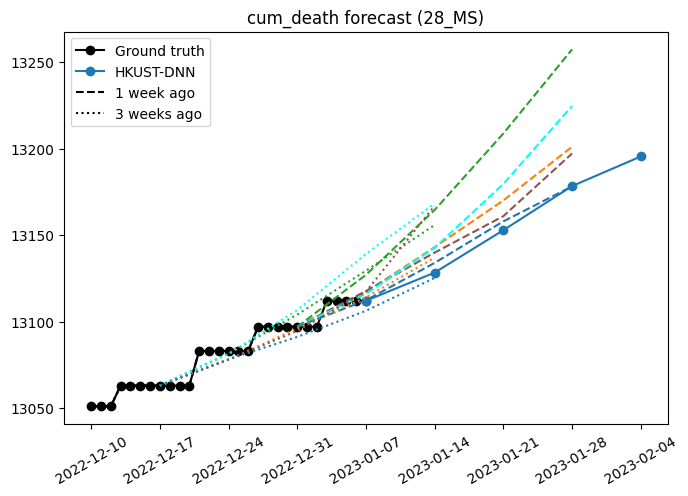 cum_death forecast (28_MS)
Ground truth
HKUST-DNN
1 week ago
3 weeks ago
13250
13200
13150
13100
13050
2022-12-10
2022-12-17
2022-12-24
2022-12-31
2023-01-07
2023-01-14
2023-01-21
2023-01-28
2023-02-04